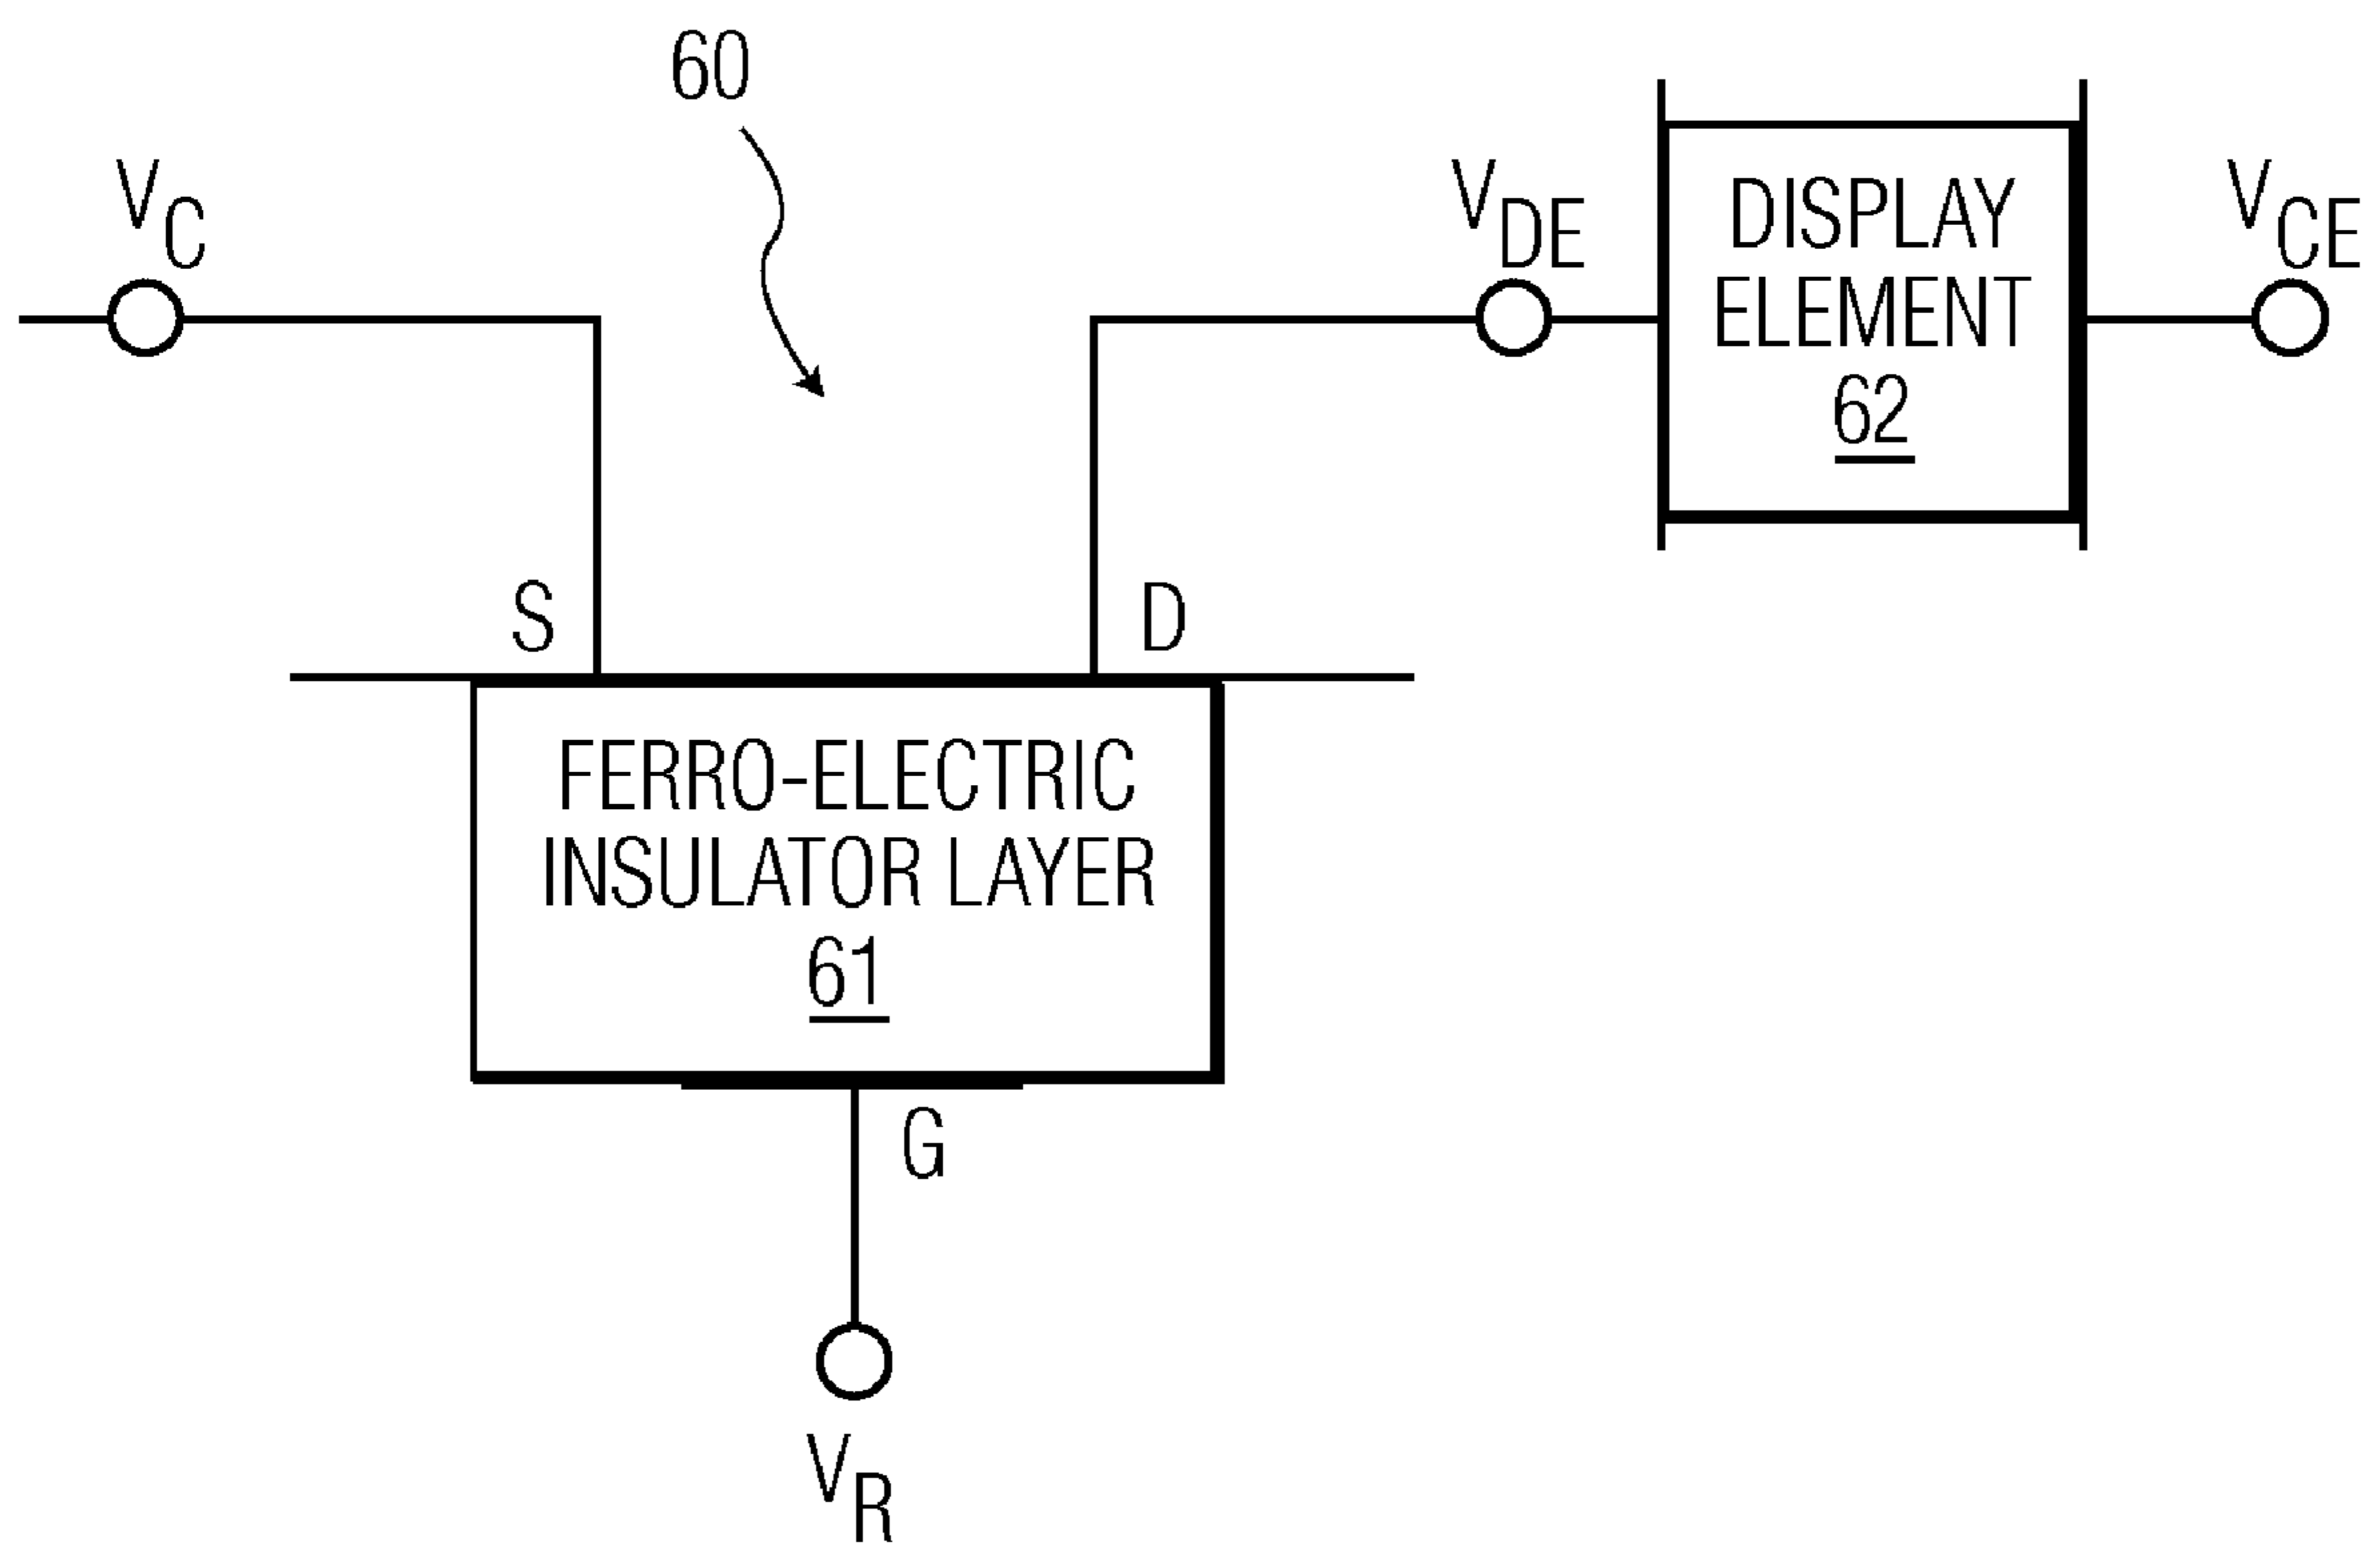 60
VC
VDE
DISPLAY
ELEMENT
62
VCE
S
D
FERRO-ELECTRIC
INSULATOR LAYER
61
G
VR